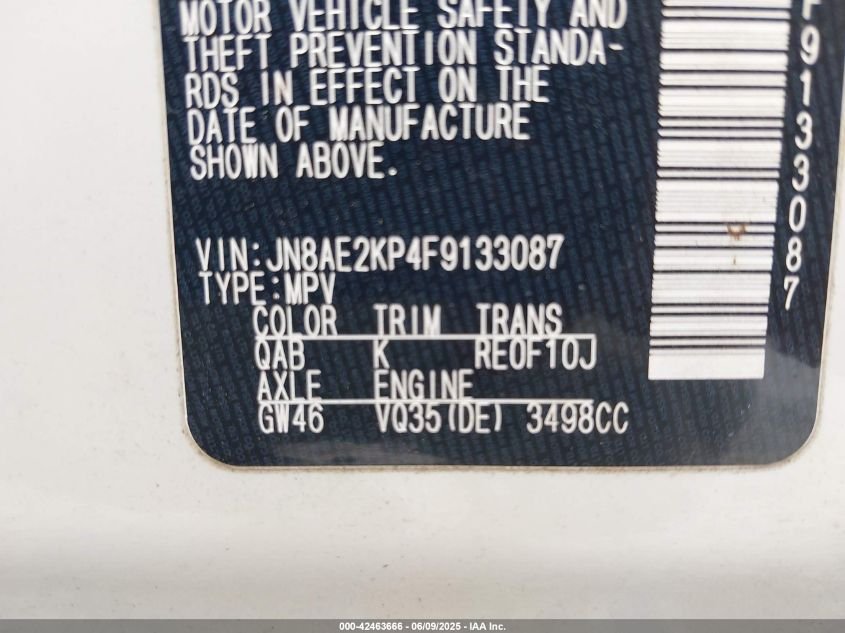 MOTOR VEHICLE SAFETY AND
THEFT PREVENTION STANDA-
RDS IN EFFECT ON THE
DATE OF MANUFACTURE
SHOWN ABOVE.
VIN:JN8AE2KP4F9133087
TYPE:MPV
COLOR TRIM TRANS
QAB K RE0F10J
AXLE ENGINE
GW46 VQ35(DE) 3498CC
F9133087
000-42463666 - 06/09/2025 - IAA Inc.